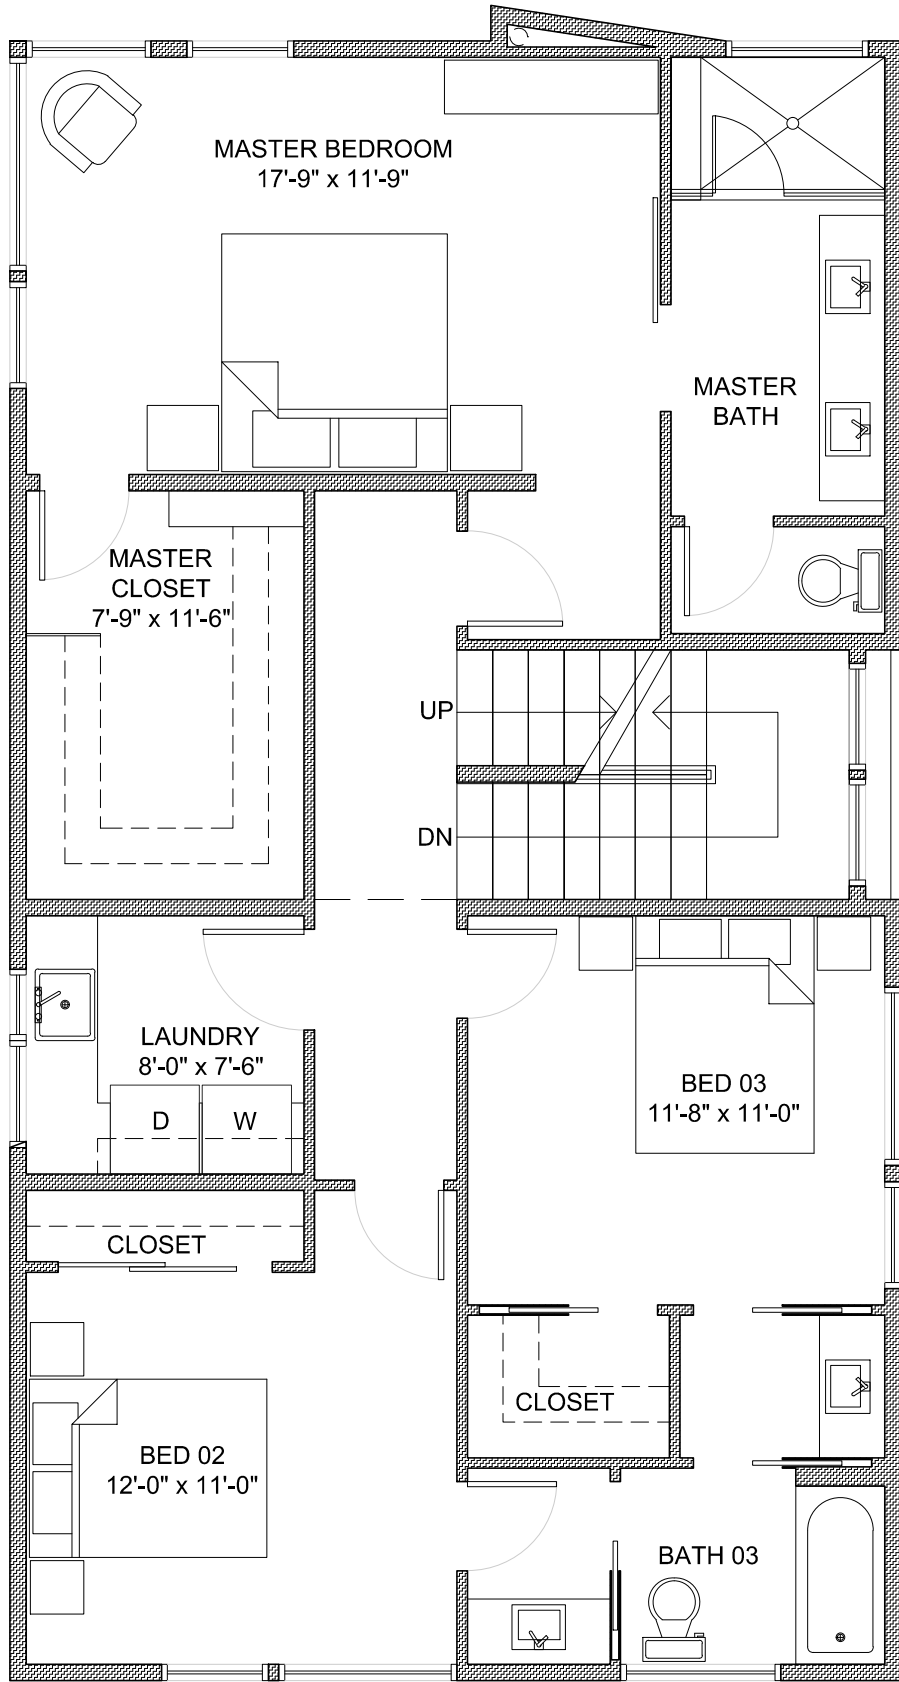 MASTER BEDROOM
17'-9" x 11'-9"
MASTER
BATH
MASTER
CLOSET
7'-9" x 11'-6"
UP
DN
LAUNDRY
8'-0" x 7'-6"
D
W
BED 03
11'-8" x 11'-0"
CLOSET
CLOSET
BED 02
12'-0" x 11'-0"
BATH 03